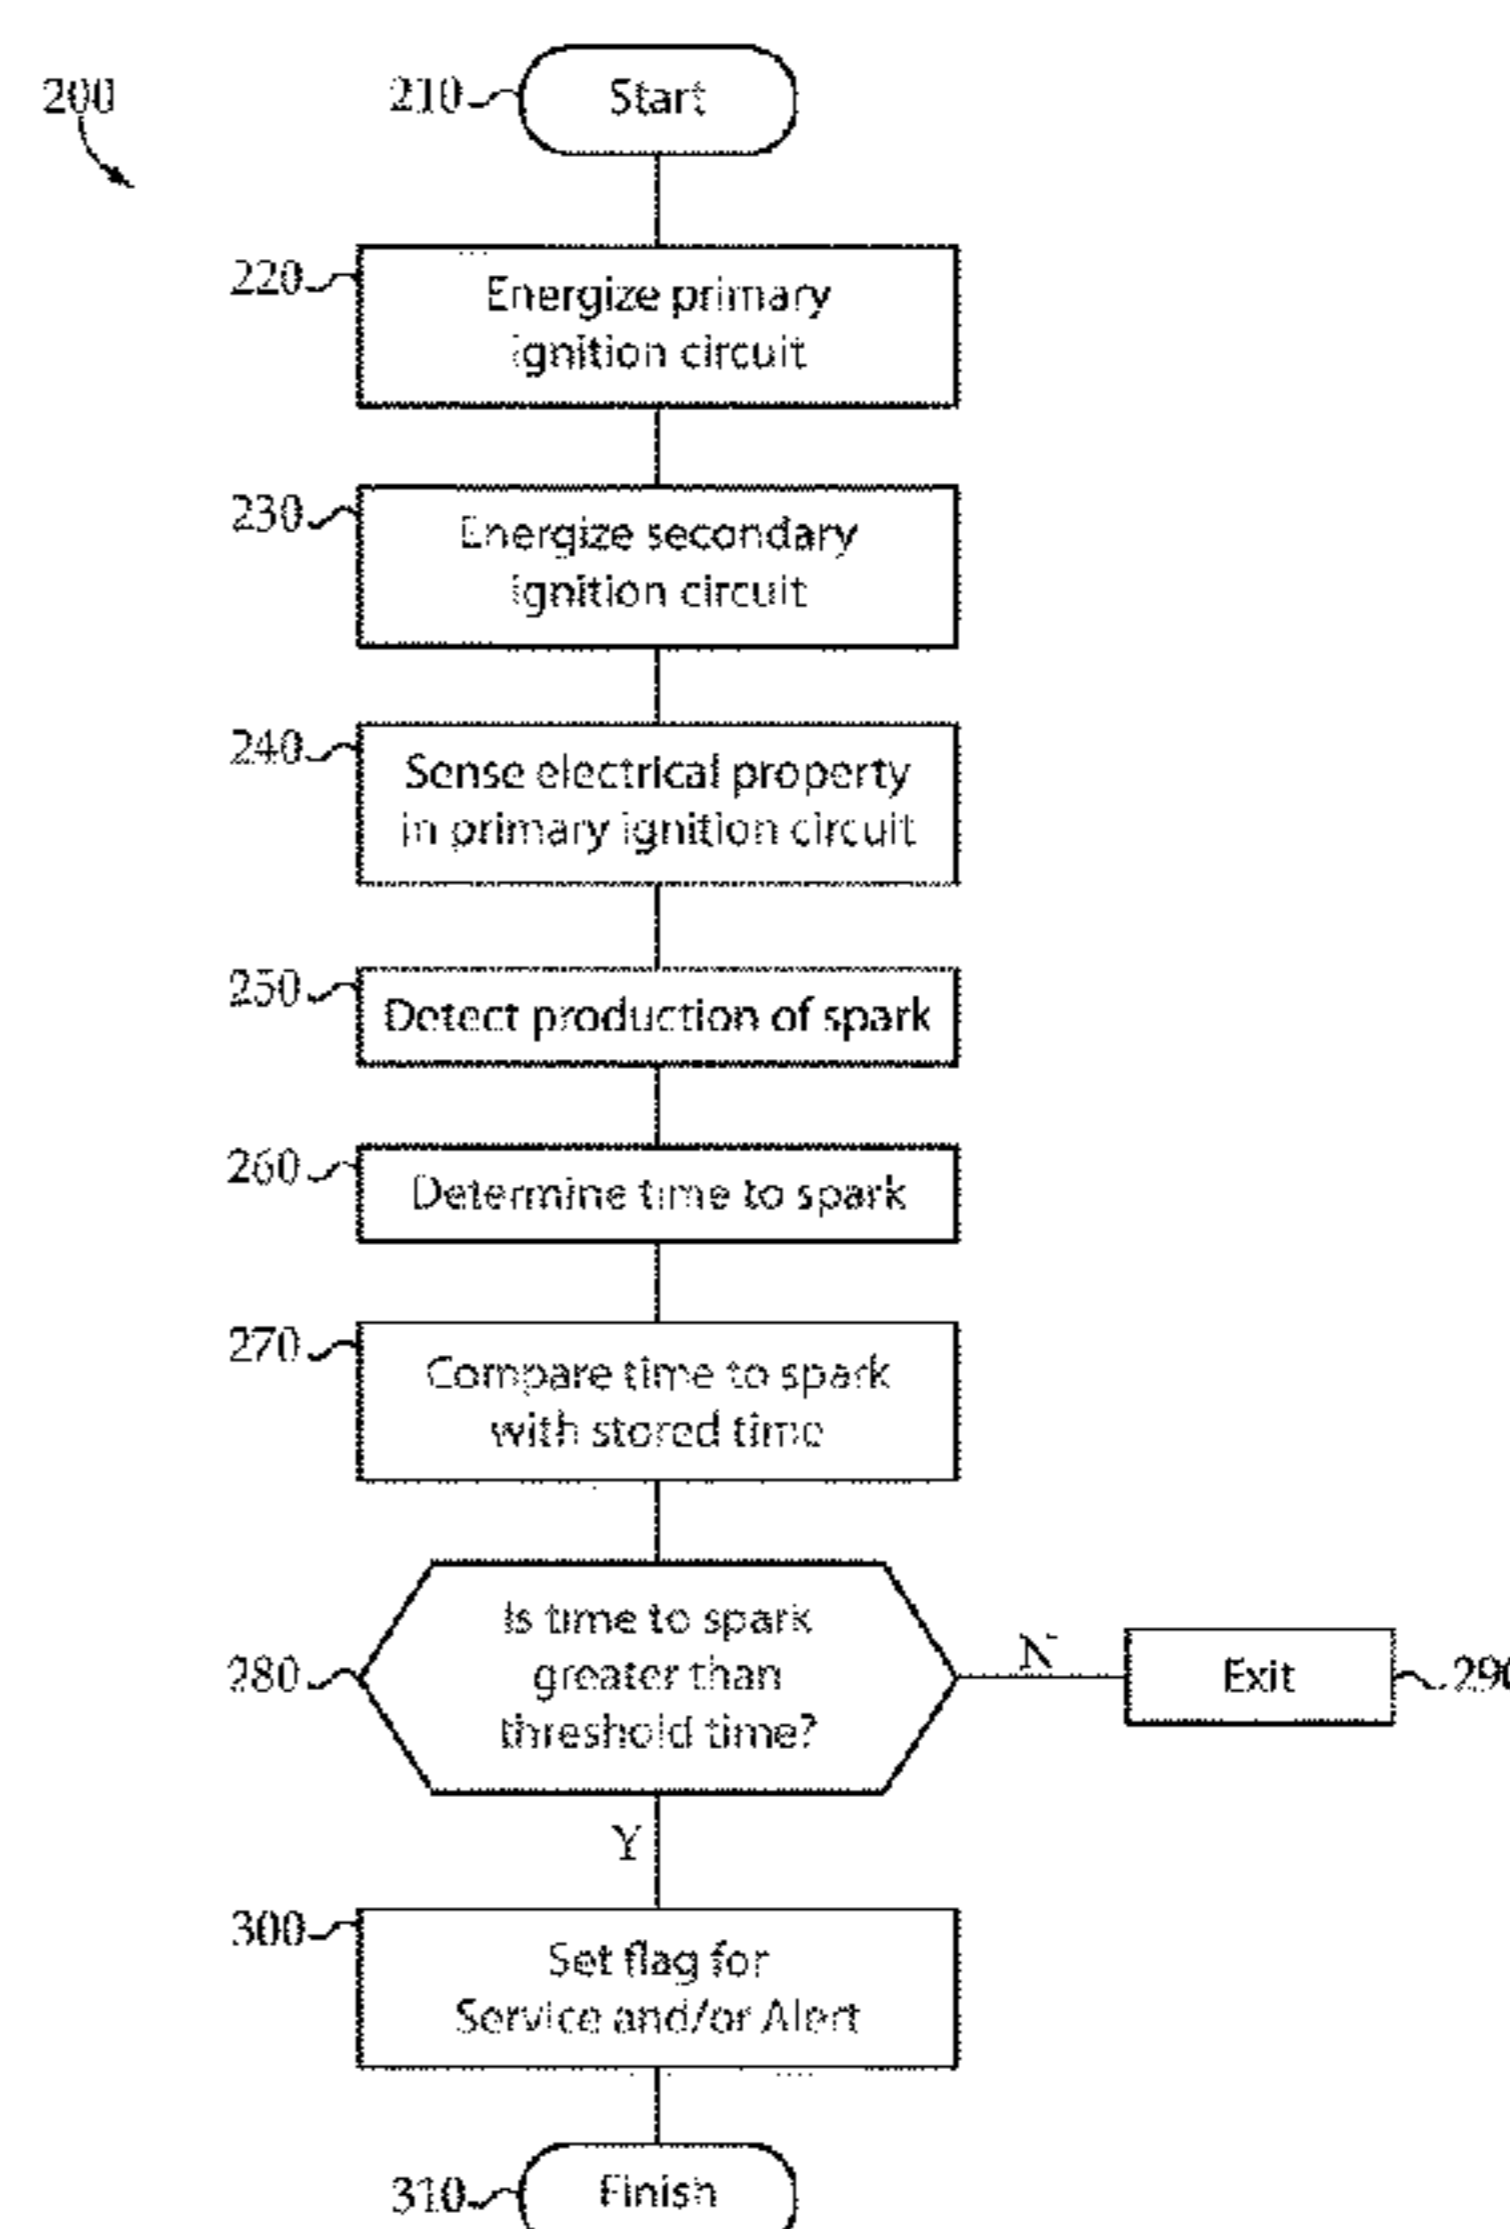 200
210
Start
220
Energize primary
ignition circuit
230
Energize secondary
ignition circuit
240
Sense electrical property
in primary ignition circuit
250
Detect production of spark
260
Determine time to spark
270
Compare time to spark
with stored time
280
Is time to spark
greater than
threshold time?
N
Exit
290
Y
300
Set flag for
Service and/or Alert
310
Finish